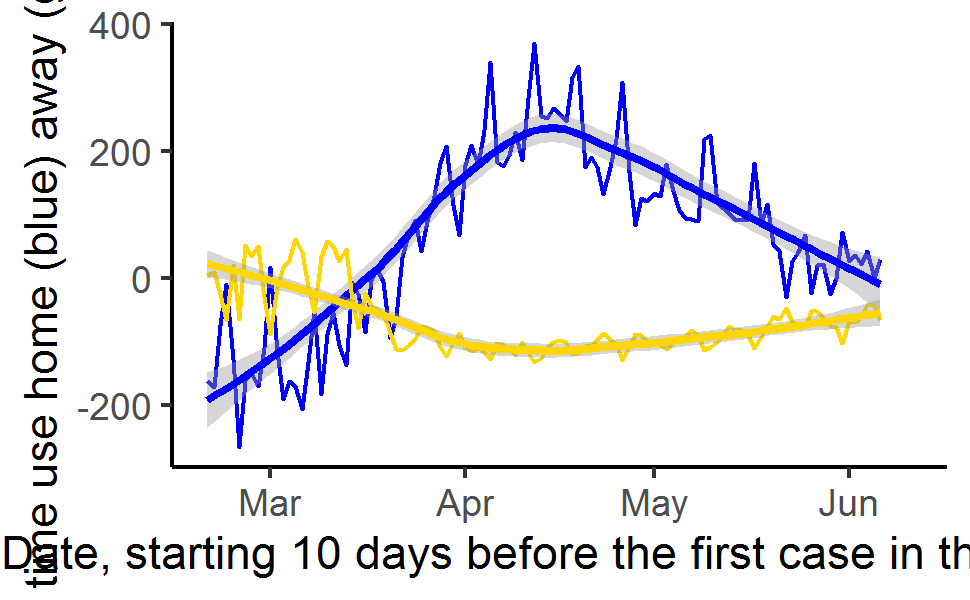 time use home (blue) away (
400
200
0
-200
Mar Apr May Jun
Date, starting 10 days before the first case in th